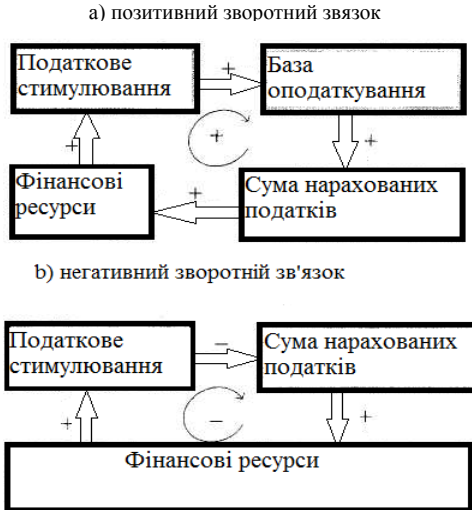 а) позитивний зворотний звязок
Податкове
стимулювання
+
База
оподаткування
+
+
+
Фінансові
ресурси
+
Сума нарахованих
податків
b) негативний зворотній зв'язок
Податкове
стимулювання
–
Сума нарахованих
податків
+
–
+
Фінансові ресурси